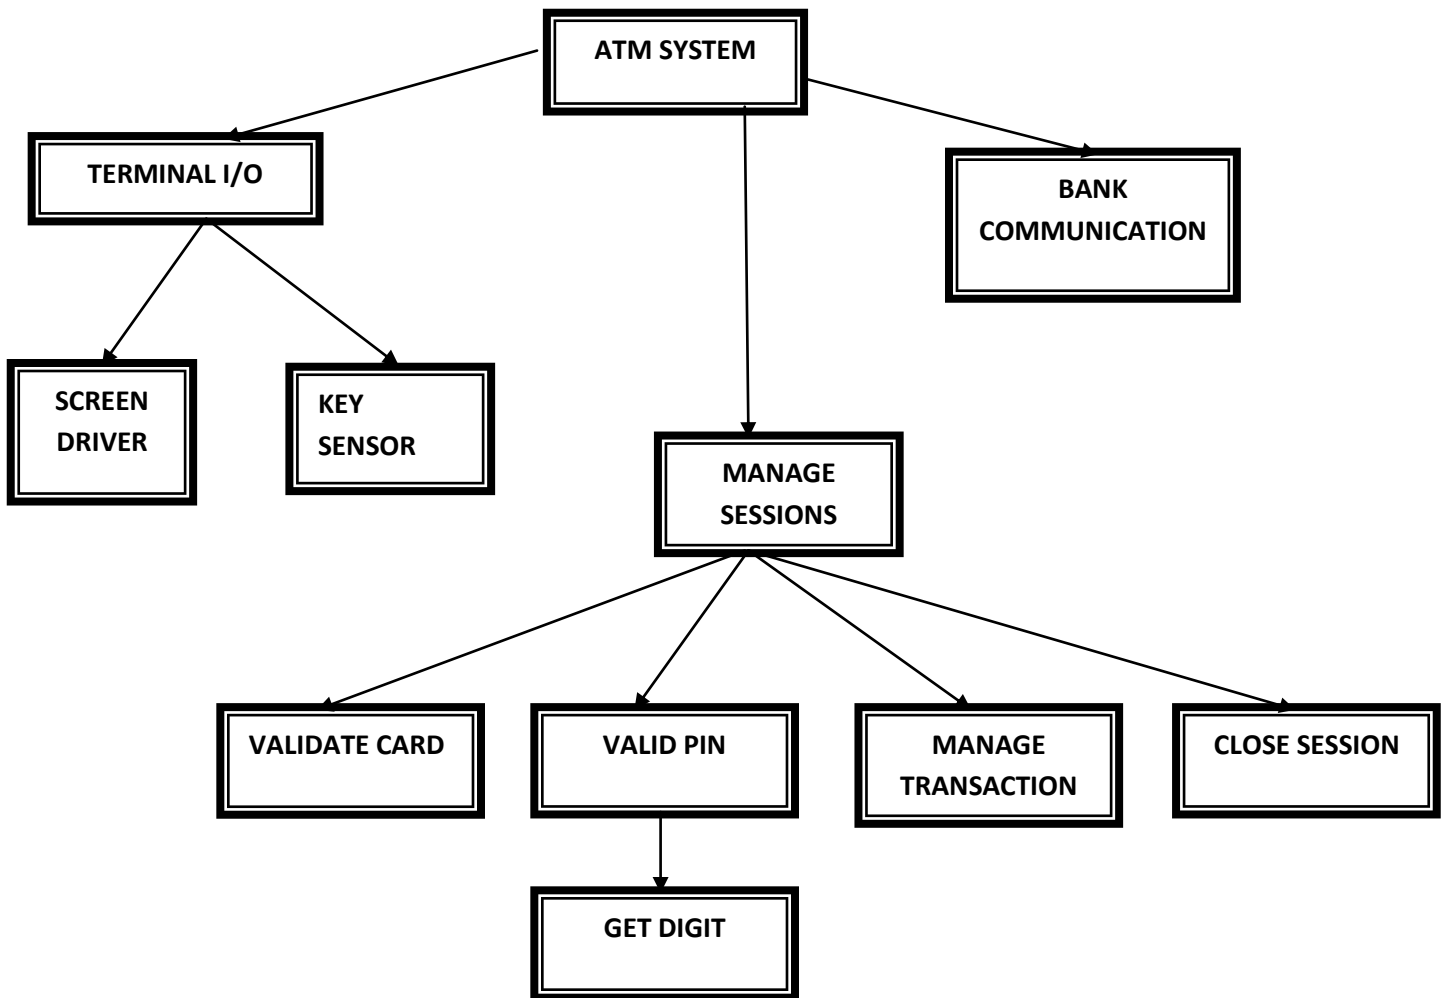 ATM SYSTEM
TERMINAL I/O
BANK
COMMUNICATION
SCREEN
DRIVER
KEY
SENSOR
MANAGE
SESSIONS
VALIDATE CARD
VALID PIN
MANAGE
TRANSACTION
CLOSE SESSION
GET DIGIT